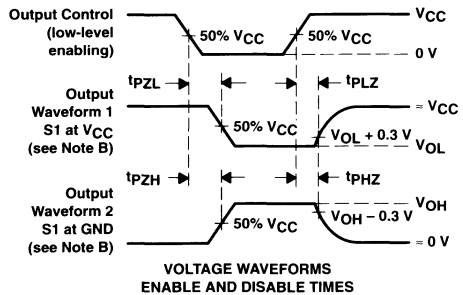 Output Control
(low-level
enabling)
50% VCC
50% VCC
VCC
0 V
tPZL
tPLZ
Output
Waveform 1
S1 at VCC
(see Note B)
50% VCC
≈ VCC
VOL + 0.3 V
VOL
tPZH
tPHZ
Output
Waveform 2
S1 at GND
(see Note B)
50% VCC
VOH
VOH − 0.3 V
≈ 0 V
VOLTAGE WAVEFORMS
ENABLE AND DISABLE TIMES